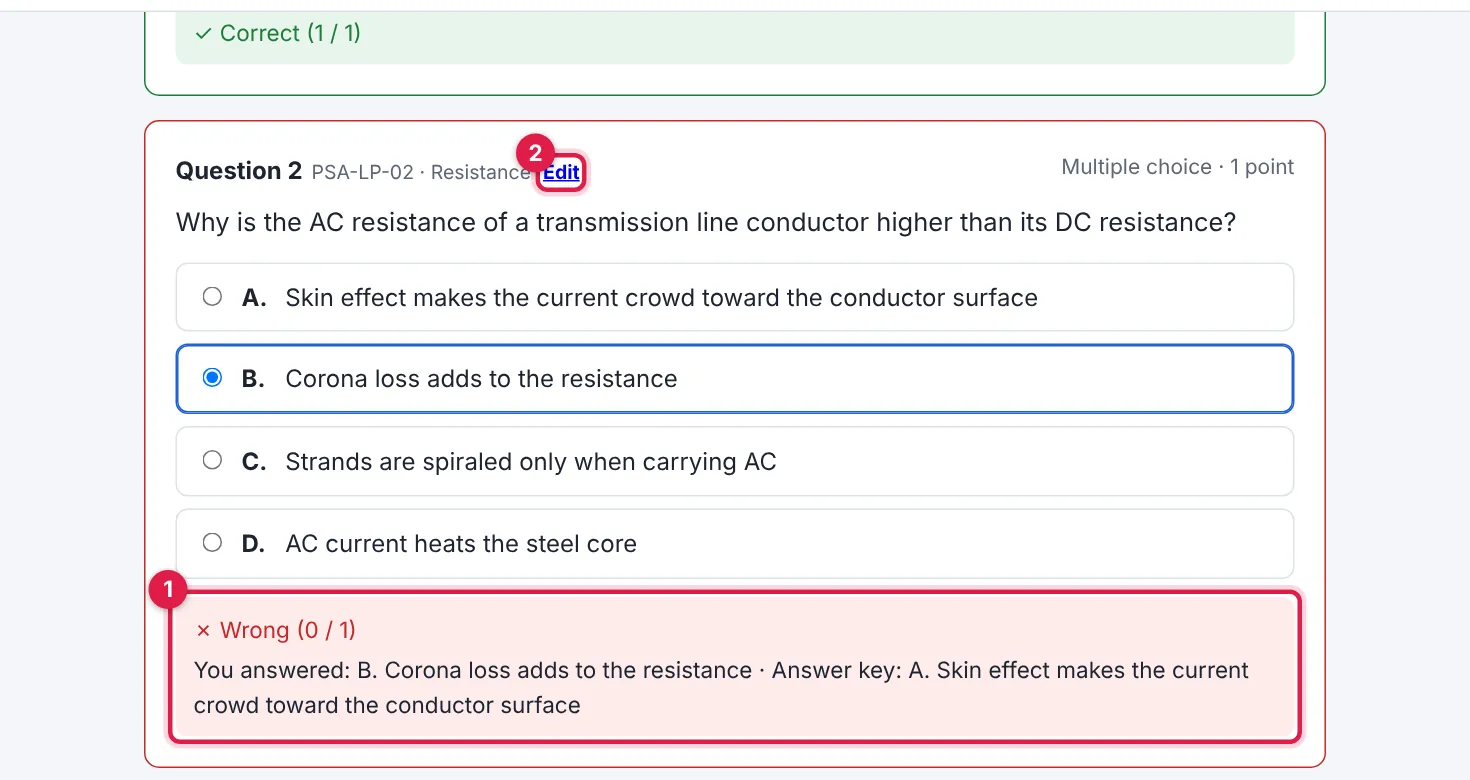 ✓ Correct (1 / 1)
Question 2 PSA-LP-02 · Resistance Edit
2
Multiple choice · 1 point
Why is the AC resistance of a transmission line conductor higher than its DC resistance?
A. Skin effect makes the current crowd toward the conductor surface
B. Corona loss adds to the resistance
C. Strands are spiraled only when carrying AC
D. AC current heats the steel core
1
× Wrong (0 / 1)
You answered: B. Corona loss adds to the resistance · Answer key: A. Skin effect makes the current
crowd toward the conductor surface